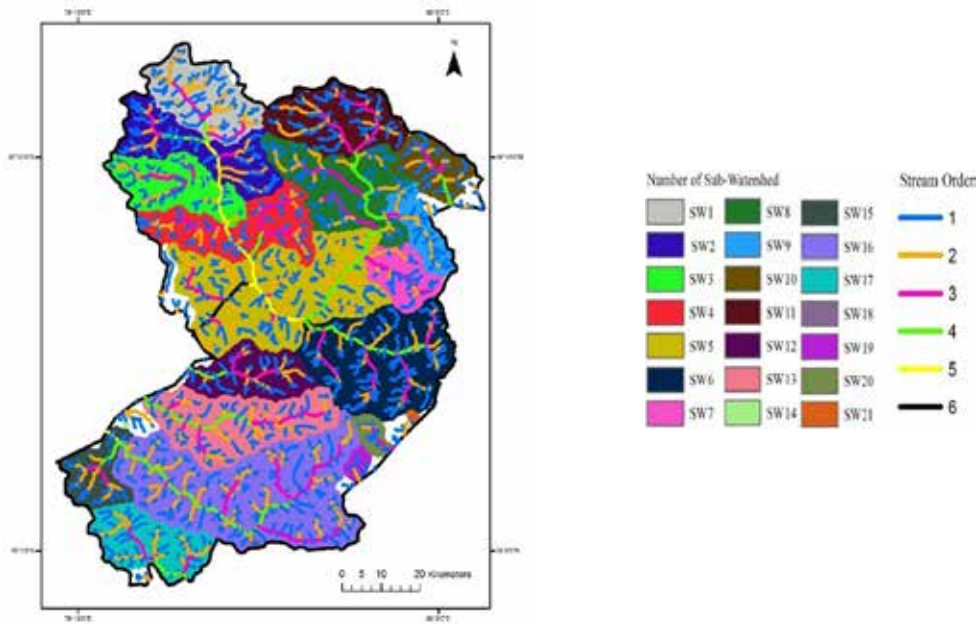 N
0 5 10 20 Kilometers
Number of Sub-Watershed
SW1 SW8 SW15
SW2 SW9 SW16
SW3 SW10 SW17
SW4 SW11 SW18
SW5 SW12 SW19
SW6 SW13 SW20
SW7 SW14 SW21
Stream Order
1
2
3
4
5
6